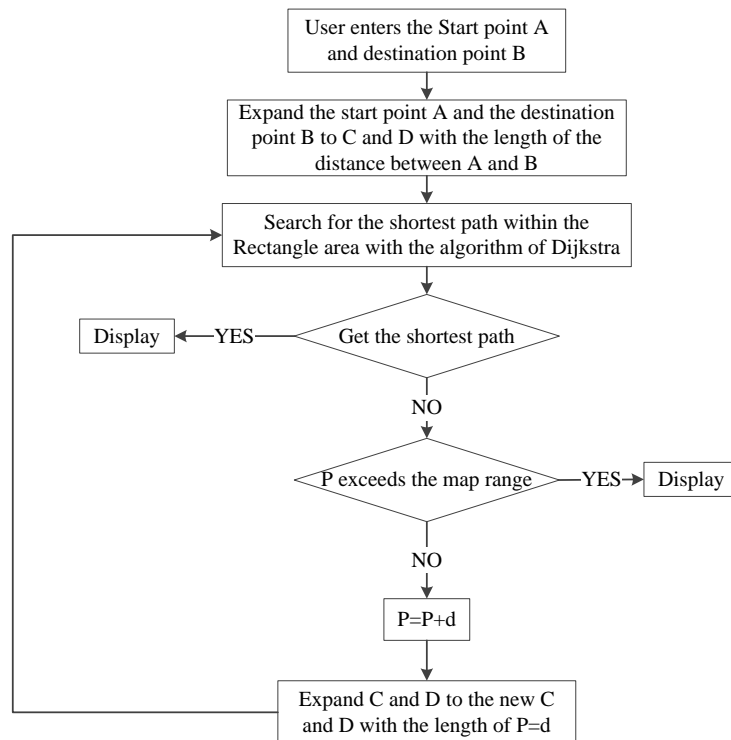 User enters the Start point A
and destination point B
Expand the start point A and the destination
point B to C and D with the length of the
distance between A and B
Search for the shortest path within the
Rectangle area with the algorithm of Dijkstra
Display
YES
Get the shortest path
NO
P exceeds the map range
YES
Display
NO
P=P+d
Expand C and D to the new C
and D with the length of P=d